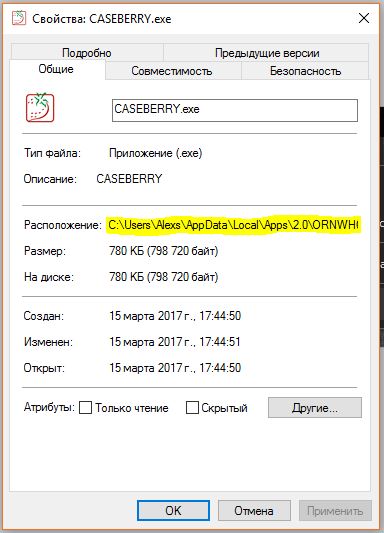 Свойства: CASEBERRY.exe
Подробно Предыдущие версии
Общие Совместимость Безопасность
CASEBERRY.exe
Тип файла: Приложение (.exe)
Описание: CASEBERRY
Расположение: C:\Users\Alexs\AppData\Local\Apps\2.0\ORNWH
Размер: 780 КБ (798 720 байт)
На диске: 780 КБ (798 720 байт)
Создан: 15 марта 2017 г., 17:44:50
Изменен: 15 марта 2017 г., 17:44:51
Открыт: 15 марта 2017 г., 17:44:50
Атрибуты: Только чтение Скрытый Другие...
OK Отмена Применить